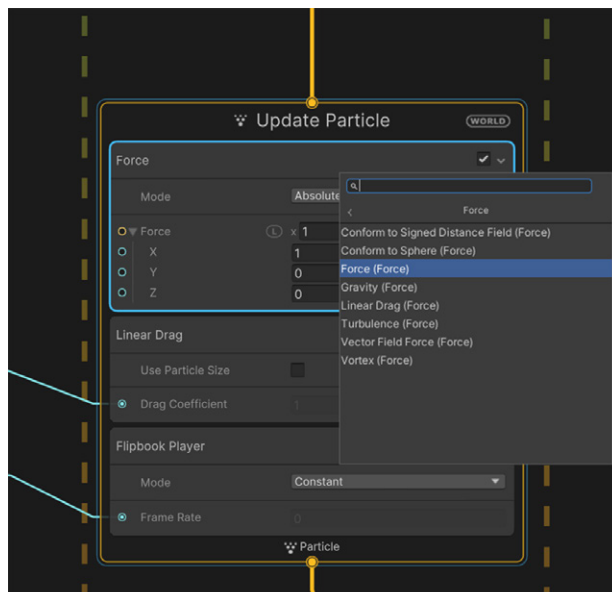 Update Particle
WORLD
Force
Mode
Absolute
Force
L
x 1
X
1
Y
0
Z
0
Force
Conform to Signed Distance Field (Force)
Conform to Sphere (Force)
Force (Force)
Gravity (Force)
Linear Drag (Force)
Turbulence (Force)
Vector Field Force (Force)
Vortex (Force)
Linear Drag
Use Particle Size
Drag Coefficient
1
Flipbook Player
Mode
Constant
Frame Rate
0
Particle